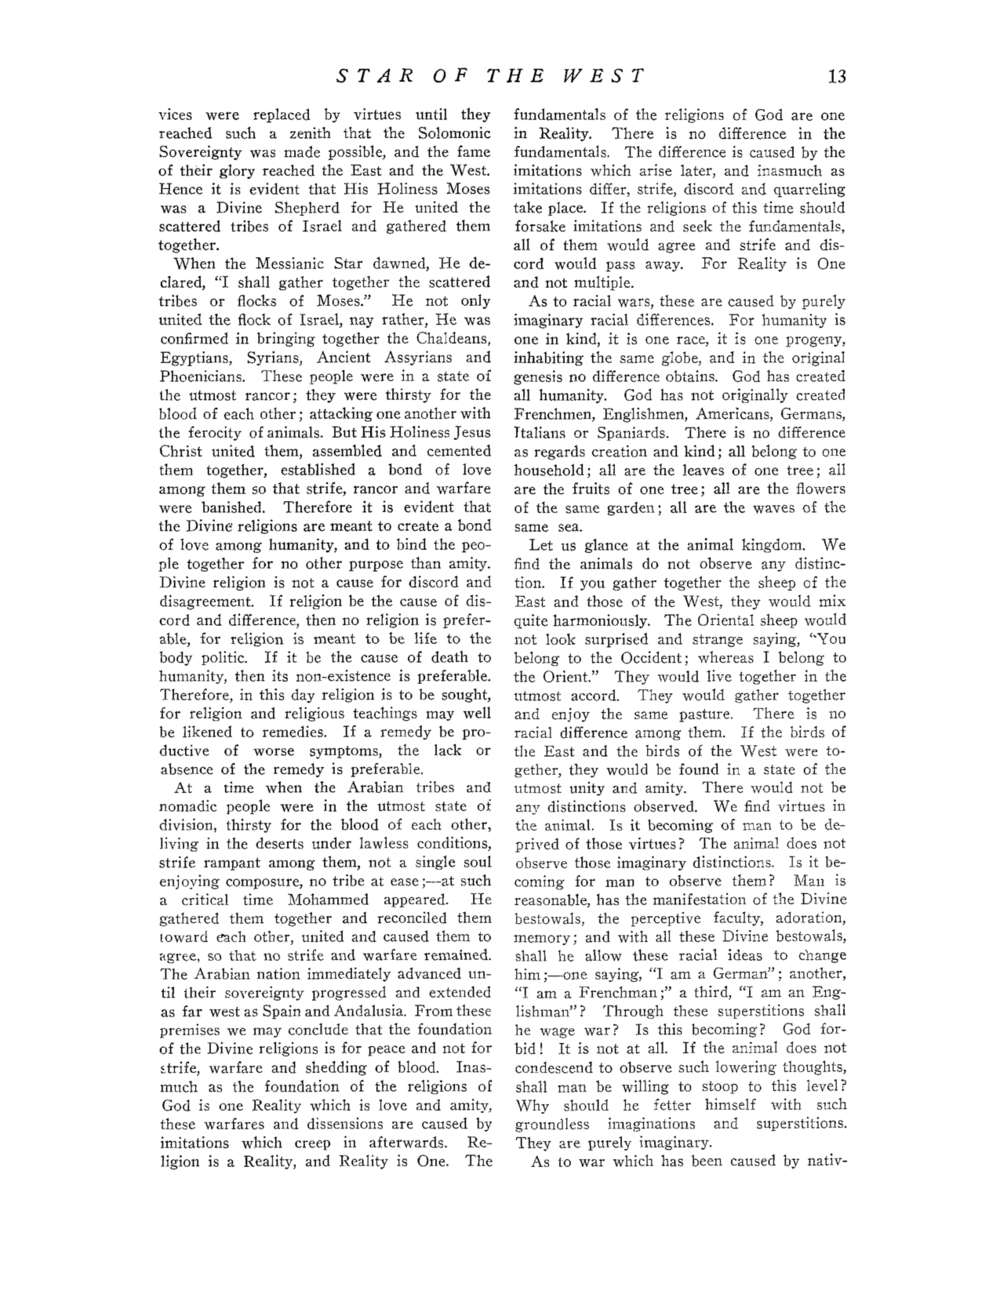 STAR OF THE WEST 13
vices were replaced by virtues until they
reached such a zenith that the Solomonic
Sovereignty was made possible, and the fame
of their glory reached the East and the West.
Hence it is evident that His Holiness Moses
was a Divine Shepherd for He united the
scattered tribes of Israel and gathered them
together.
When the Messianic Star dawned, He de-
clared, “I shall gather together the scattered
tribes or flocks of Moses.” He not only
united the flock of Israel, nay rather, He was
confirmed in bringing together the Chaldeans,
Egyptians, Syrians, Ancient Assyrians and
Phoenicians. These people were in a state of
the utmost rancor; they were thirsty for the
blood of each other; attacking one another with
the ferocity of animals. But His Holiness Jesus
Christ united them, assembled and cemented
them together, established a bond of love
among them so that strife, rancor and warfare
were banished. Therefore it is evident that
the Divine religions are meant to create a bond
of love among humanity, and to bind the peo-
ple together for no other purpose than amity.
Divine religion is not a cause for discord and
disagreement. If religion be the cause of dis-
cord and difference, then no religion is prefer-
able, for religion is meant to be life to the
body politic. If it be the cause of death to
humanity, then its non-existence is preferable.
Therefore, in this day religion is to be sought,
for religion and religious teachings may well
be likened to remedies. If a remedy be pro-
ductive of worse symptoms, the lack or
absence of the remedy is preferable.
At a time when the Arabian tribes and
nomadic people were in the utmost state of
division, thirsty for the blood of each other,
living in the deserts under lawless conditions,
strife rampant among them, not a single soul
enjoying composure, no tribe at ease;—at such
a critical time Mohammed appeared. He
gathered them together and reconciled them
toward each other, united and caused them to
agree, so that no strife and warfare remained.
The Arabian nation immediately advanced un-
til their sovereignty progressed and extended
as far west as Spain and Andalusia. From these
premises we may conclude that the foundation
of the Divine religions is for peace and not for
strife, warfare and shedding of blood. Inas-
much as the foundation of the religions of
God is one Reality which is love and amity,
these warfares and dissensions are caused by
imitations which creep in afterwards. Re-
ligion is a Reality, and Reality is One. The
fundamentals of the religions of God are one
in Reality. There is no difference in the
fundamentals. The difference is caused by the
imitations which arise later, and inasmuch as
imitations differ, strife, discord and quarreling
take place. If the religions of this time should
forsake imitations and seek the fundamentals,
all of them would agree and strife and dis-
cord would pass away. For Reality is One
and not multiple.
As to racial wars, these are caused by purely
imaginary racial differences. For humanity is
one in kind, it is one race, it is one progeny,
inhabiting the same globe, and in the original
genesis no difference obtains. God has created
all humanity. God has not originally created
Frenchmen, Englishmen, Americans, Germans,
Italians or Spaniards. There is no difference
as regards creation and kind; all belong to one
household; all are the leaves of one tree; all
are the fruits of one tree; all are the flowers
of the same garden; all are the waves of the
same sea.
Let us glance at the animal kingdom. We
find the animals do not observe any distinc-
tion. If you gather together the sheep of the
East and those of the West, they would mix
quite harmoniously. The Oriental sheep would
not look surprised and strange saying, “You
belong to the Occident; whereas I belong to
the Orient.” They would live together in the
utmost accord. They would gather together
and enjoy the same pasture. There is no
racial difference among them. If the birds of
the East and the birds of the West were to-
gether, they would be found in a state of the
utmost unity and amity. There would not be
any distinctions observed. We find virtues in
the animal. Is it becoming of man to be de-
prived of those virtues? The animal does not
observe those imaginary distinctions. Is it be-
coming for man to observe them? Man is
reasonable, has the manifestation of the Divine
bestowals, the perceptive faculty, adoration,
memory; and with all these Divine bestowals,
shall he allow these racial ideas to change
him;—one saying, “I am a German”; another,
“I am a Frenchman;” a third, “I am an Eng-
lishman”? Through these superstitions shall
he wage war? Is this becoming? God for-
bid! It is not at all. If the animal does not
condescend to observe such lowering thoughts,
shall man be willing to stoop to this level?
Why should he fetter himself with such
groundless imaginations and superstitions.
They are purely imaginary.
As to war which has been caused by nativ-